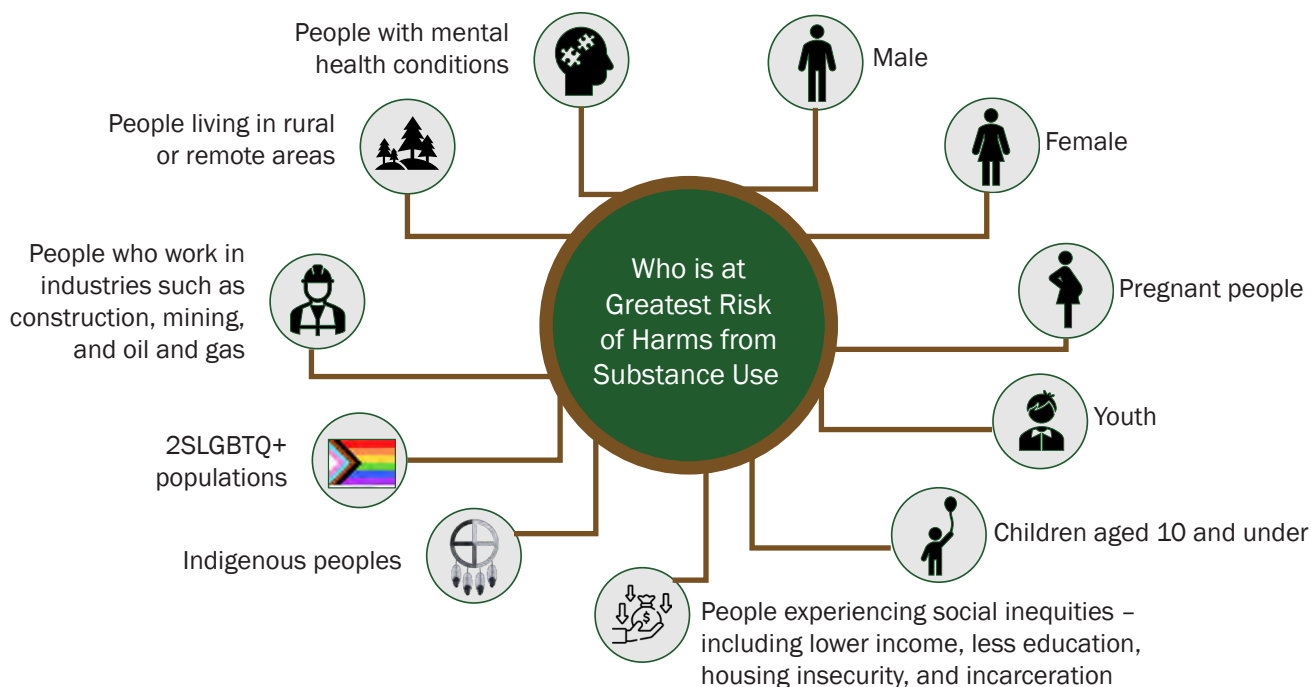 Who is at
Greatest Risk
of Harms from
Substance Use
People with mental
health conditions
Male
People living in rural
or remote areas
Female
People who work in
industries such as
construction, mining,
and oil and gas
Pregnant people
Youth
2SLGBTQ+
populations
Children aged 10 and under
Indigenous peoples
$
People experiencing social inequities –
including lower income, less education,
housing insecurity, and incarceration